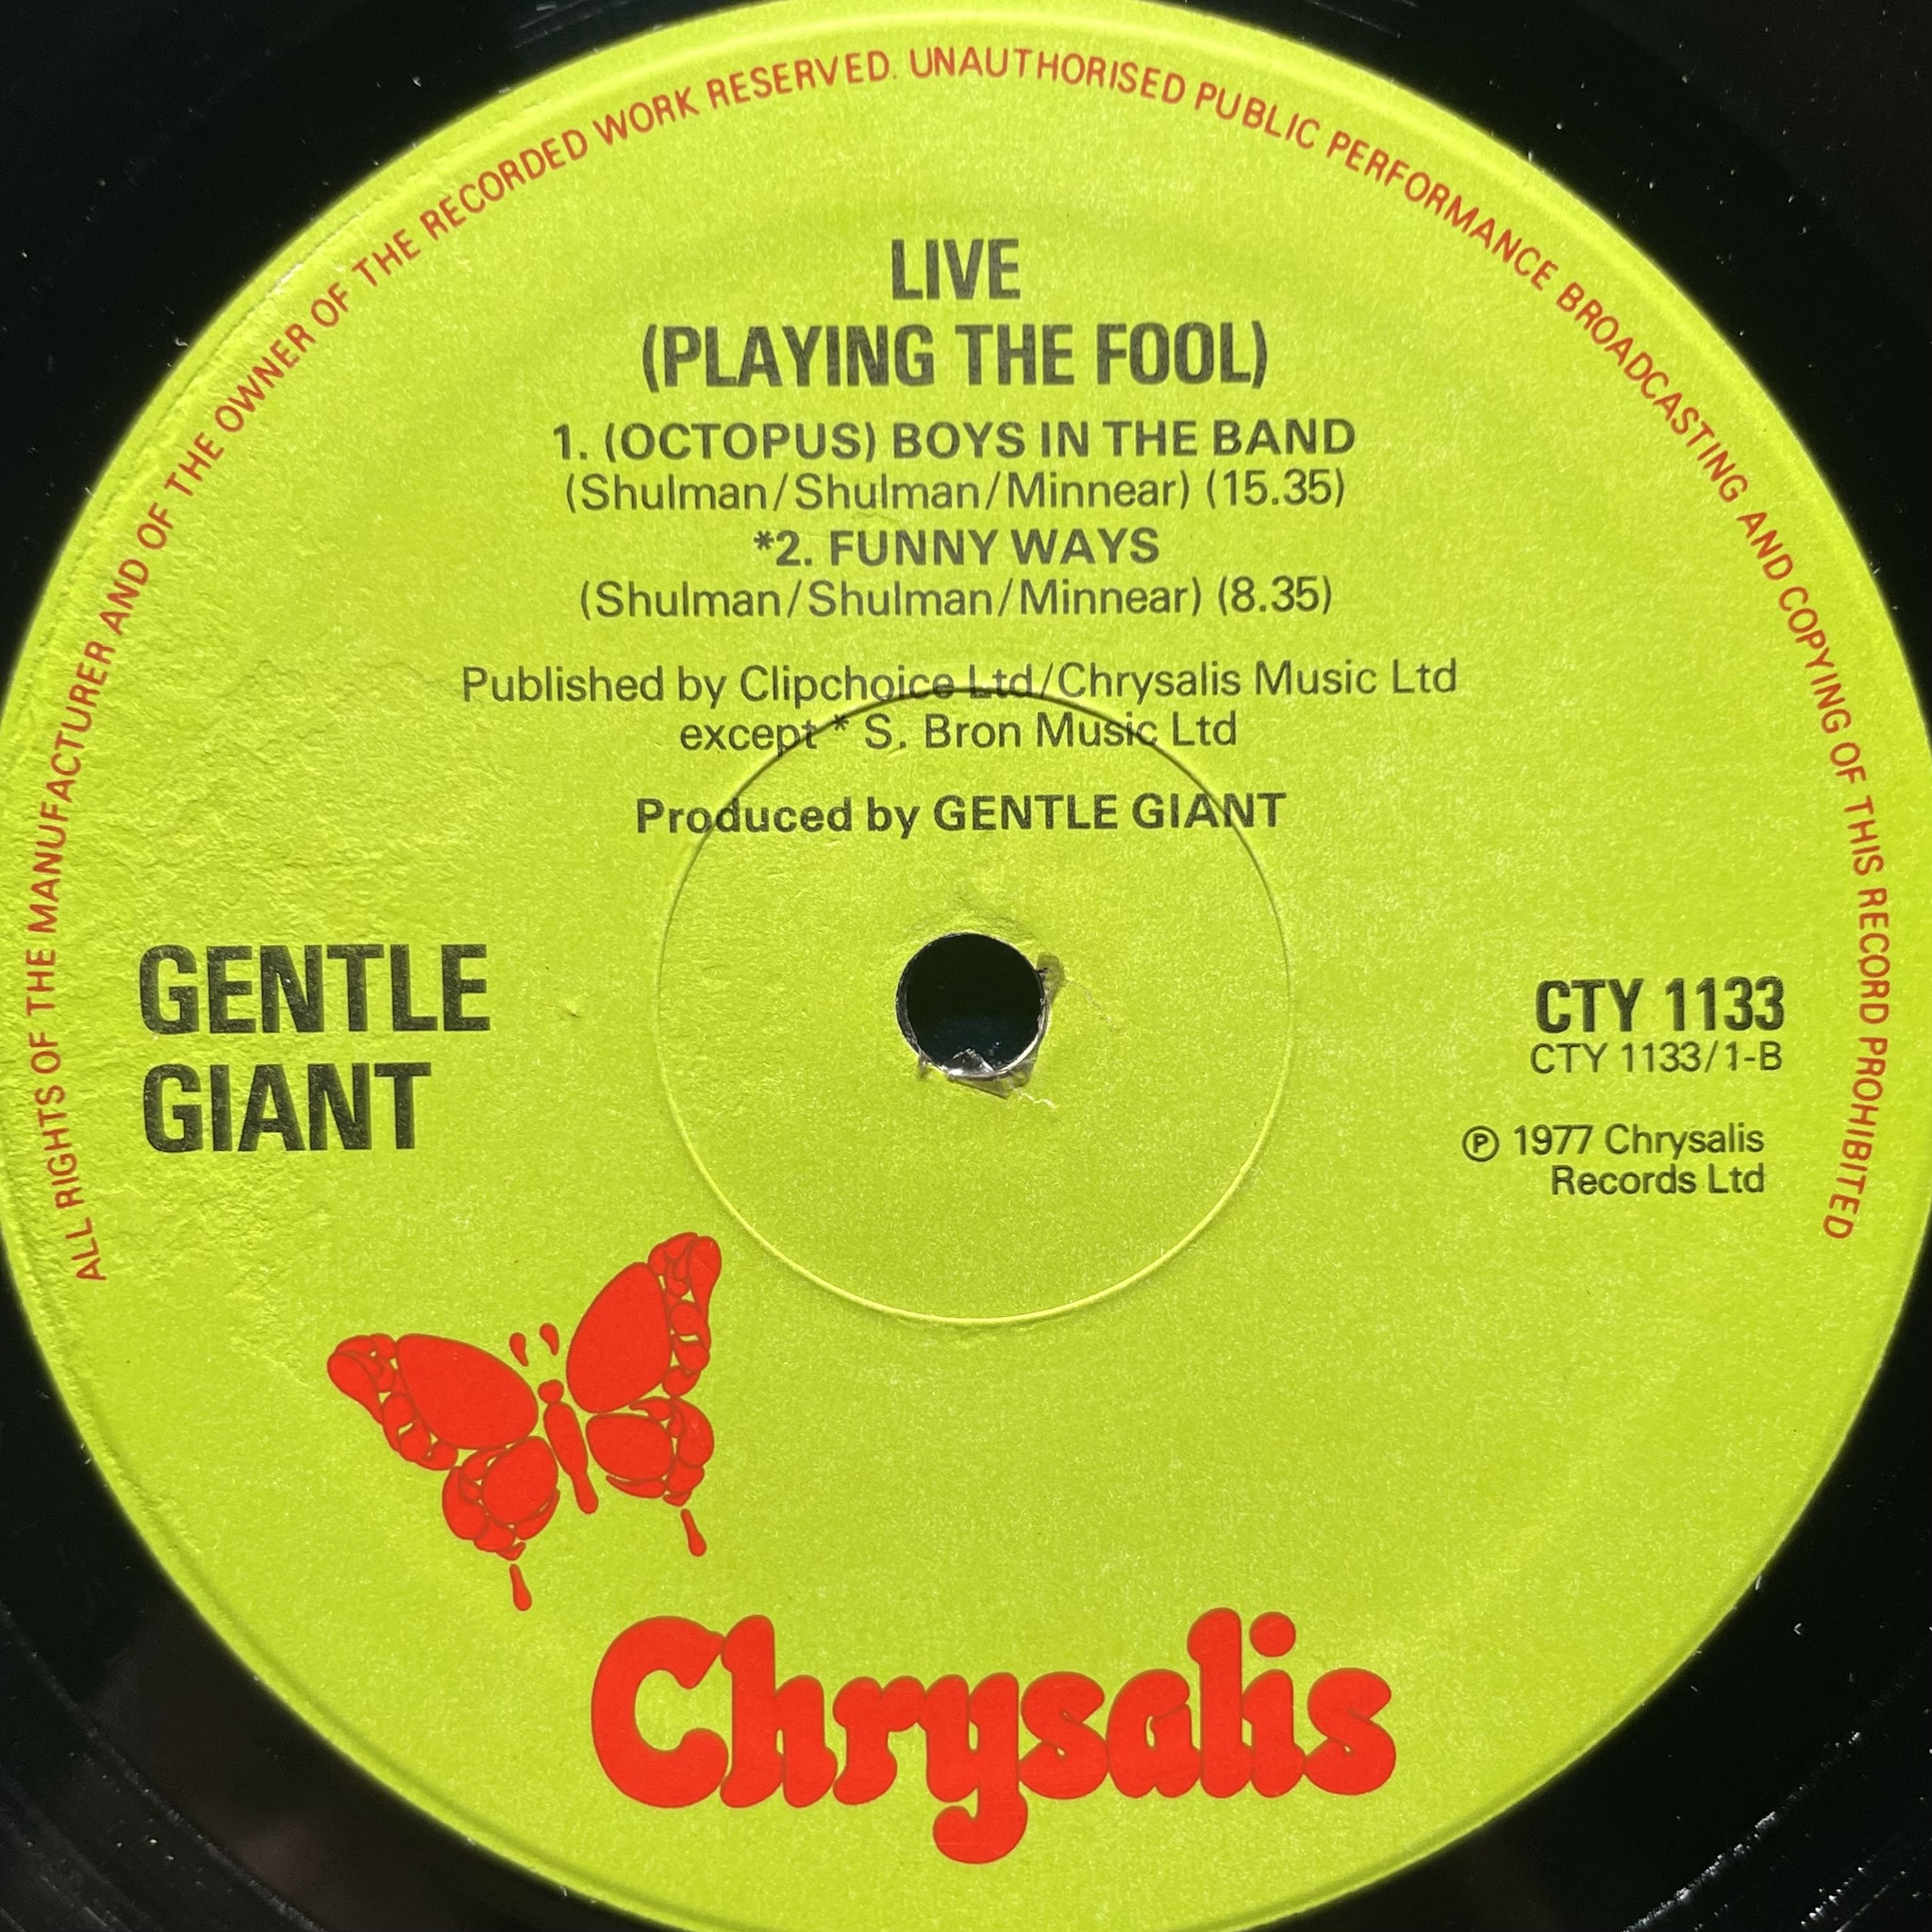 ALL RIGHTS OF THE MANUFACTURER AND OF THE OWNER OF THE RECORDED WORK RESERVED. UNAUTHORISED PUBLIC PERFORMANCE BROADCASTING AND COPYING OF THIS RECORD PROHIBITED
LIVE
(PLAYING THE FOOL)
1. (OCTOPUS) BOYS IN THE BAND
(Shulman/Shulman/Minnear) (15.35)
*2. FUNNY WAYS
(Shulman/Shulman/Minnear) (8.35)
Published by Clipchoice Ltd/Chrysalis Music Ltd
except * S. Bron Music Ltd
Produced by GENTLE GIANT
GENTLE
GIANT
CTY 1133
CTY 1133/1-B
℗ 1977 Chrysalis
Records Ltd
Chrysalis